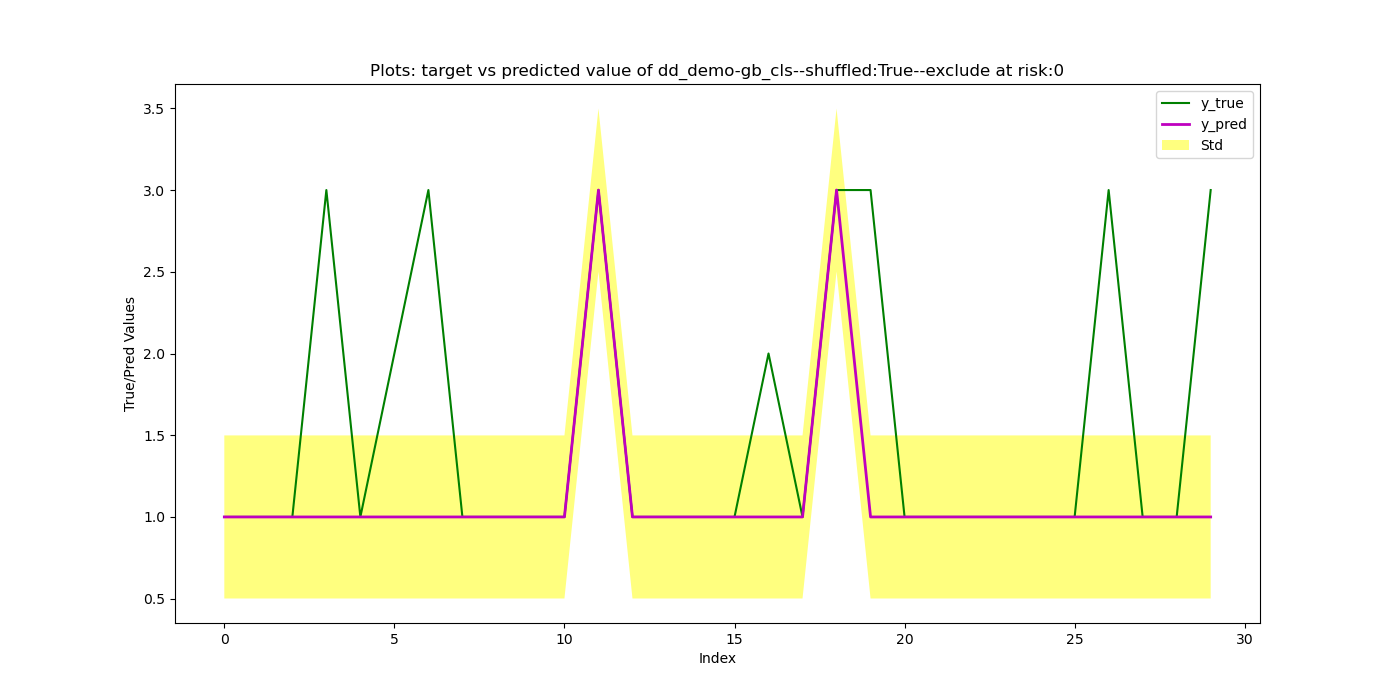 Plots: target vs predicted value of dd_demo-gb_cls--shuffled:True--exclude at risk:0
y_true
y_pred
Std
True/Pred Values
3.5
3.0
2.5
2.0
1.5
1.0
0.5
0
5
10
15
20
25
30
Index